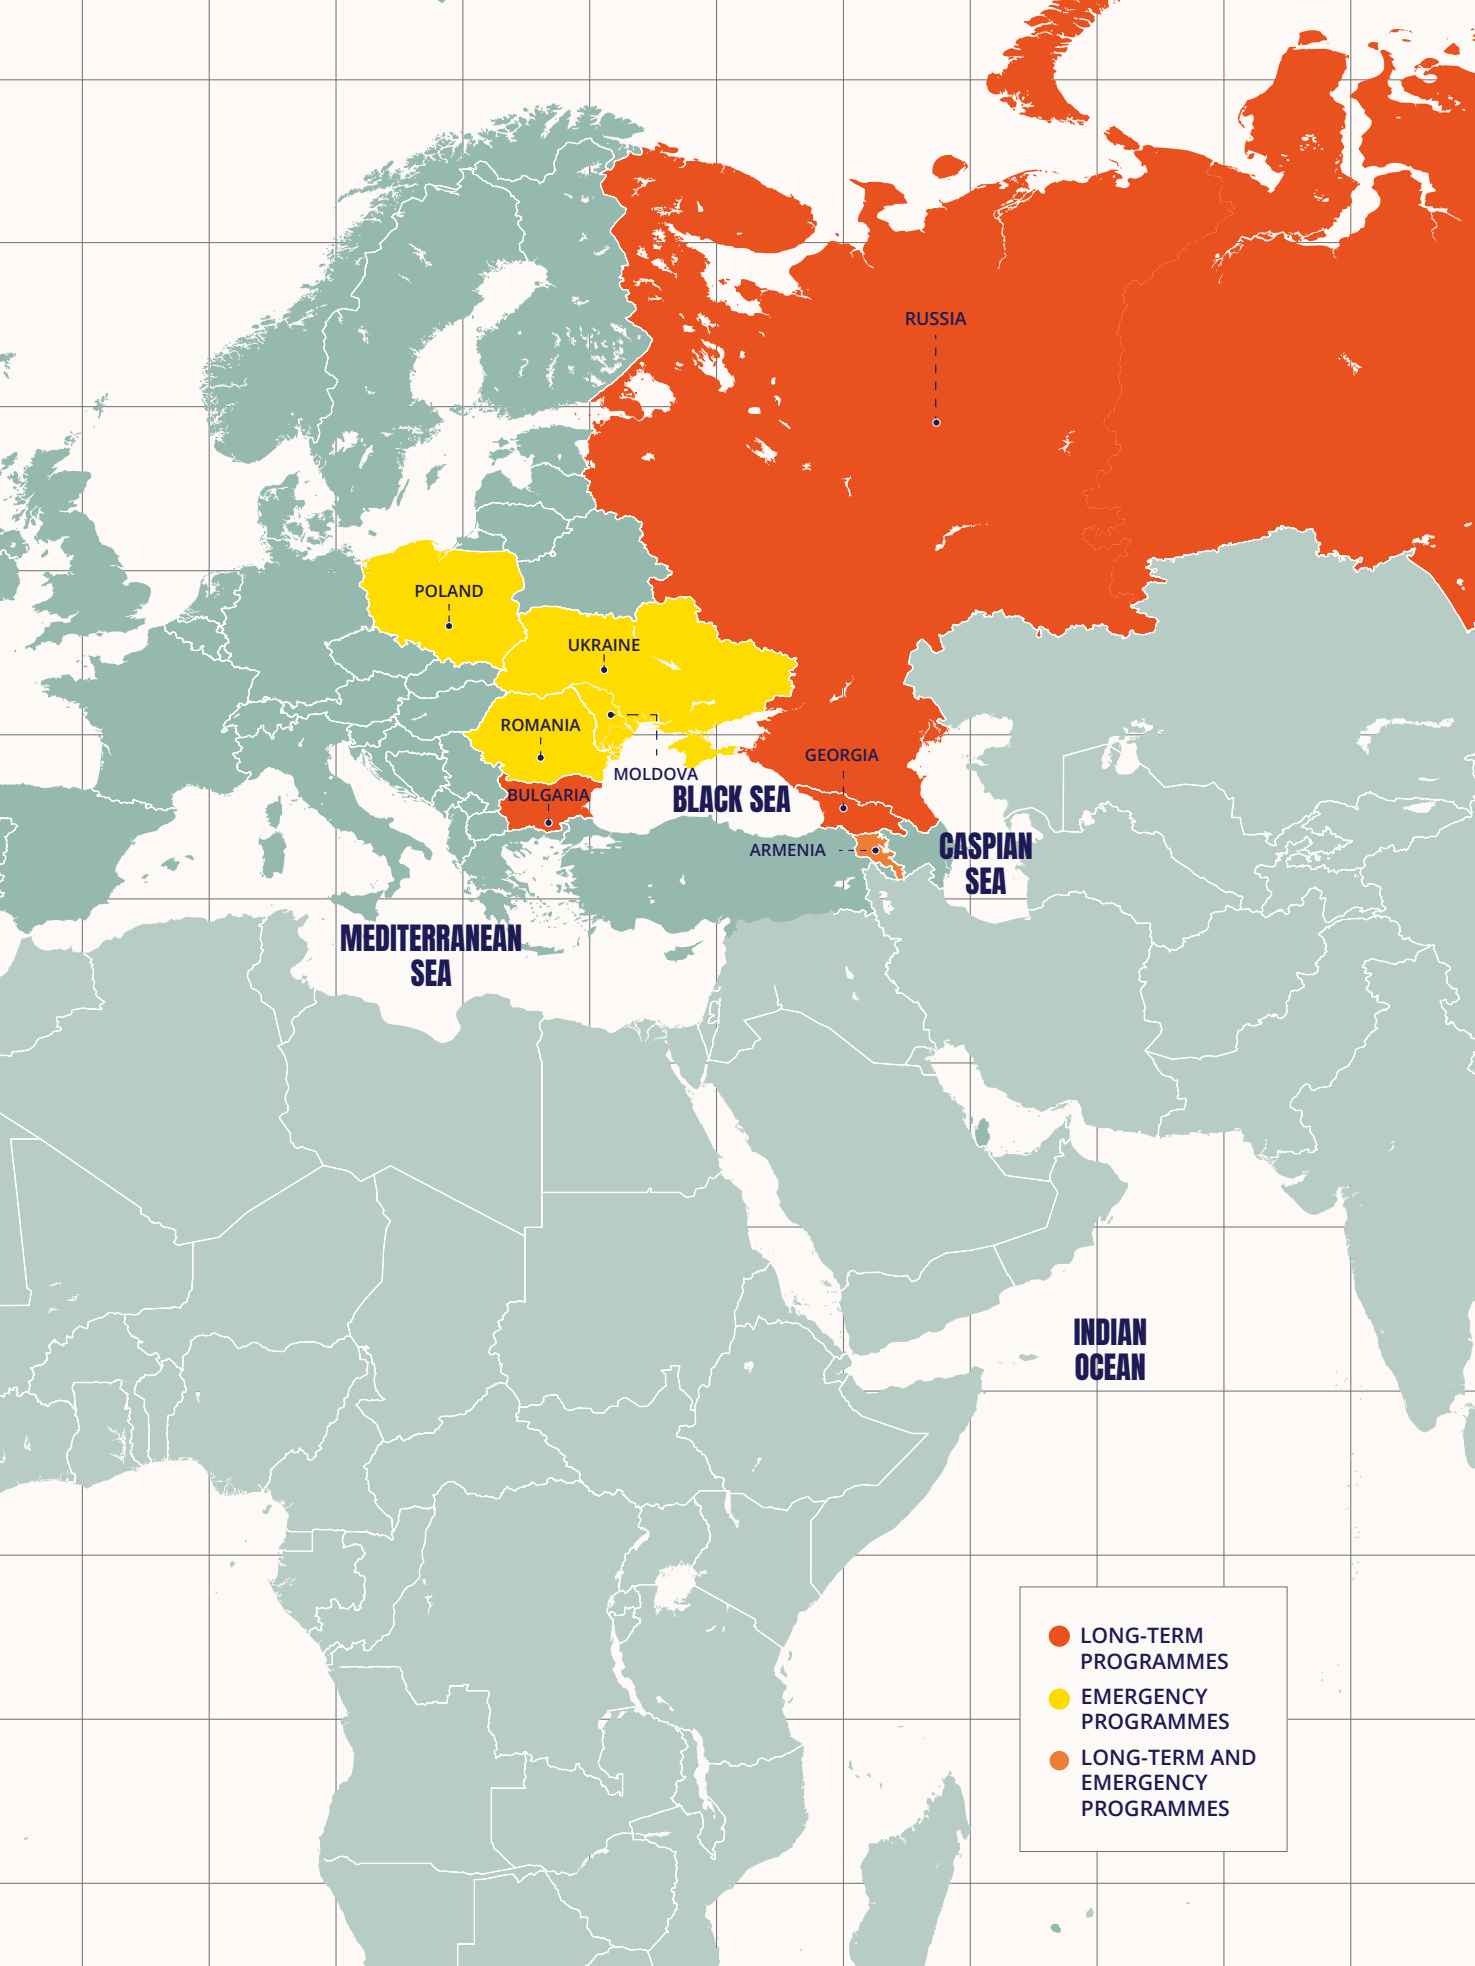 RUSSIA
POLAND
UKRAINE
ROMANIA
GEORGIA
MOLDOVA
BULGARIA
BLACK SEA
ARMENIA
CASPIAN
SEA
MEDITERRANEAN
SEA
INDIAN
OCEAN
LONG-TERM
PROGRAMMES
EMERGENCY
PROGRAMMES
LONG-TERM AND
EMERGENCY
PROGRAMMES